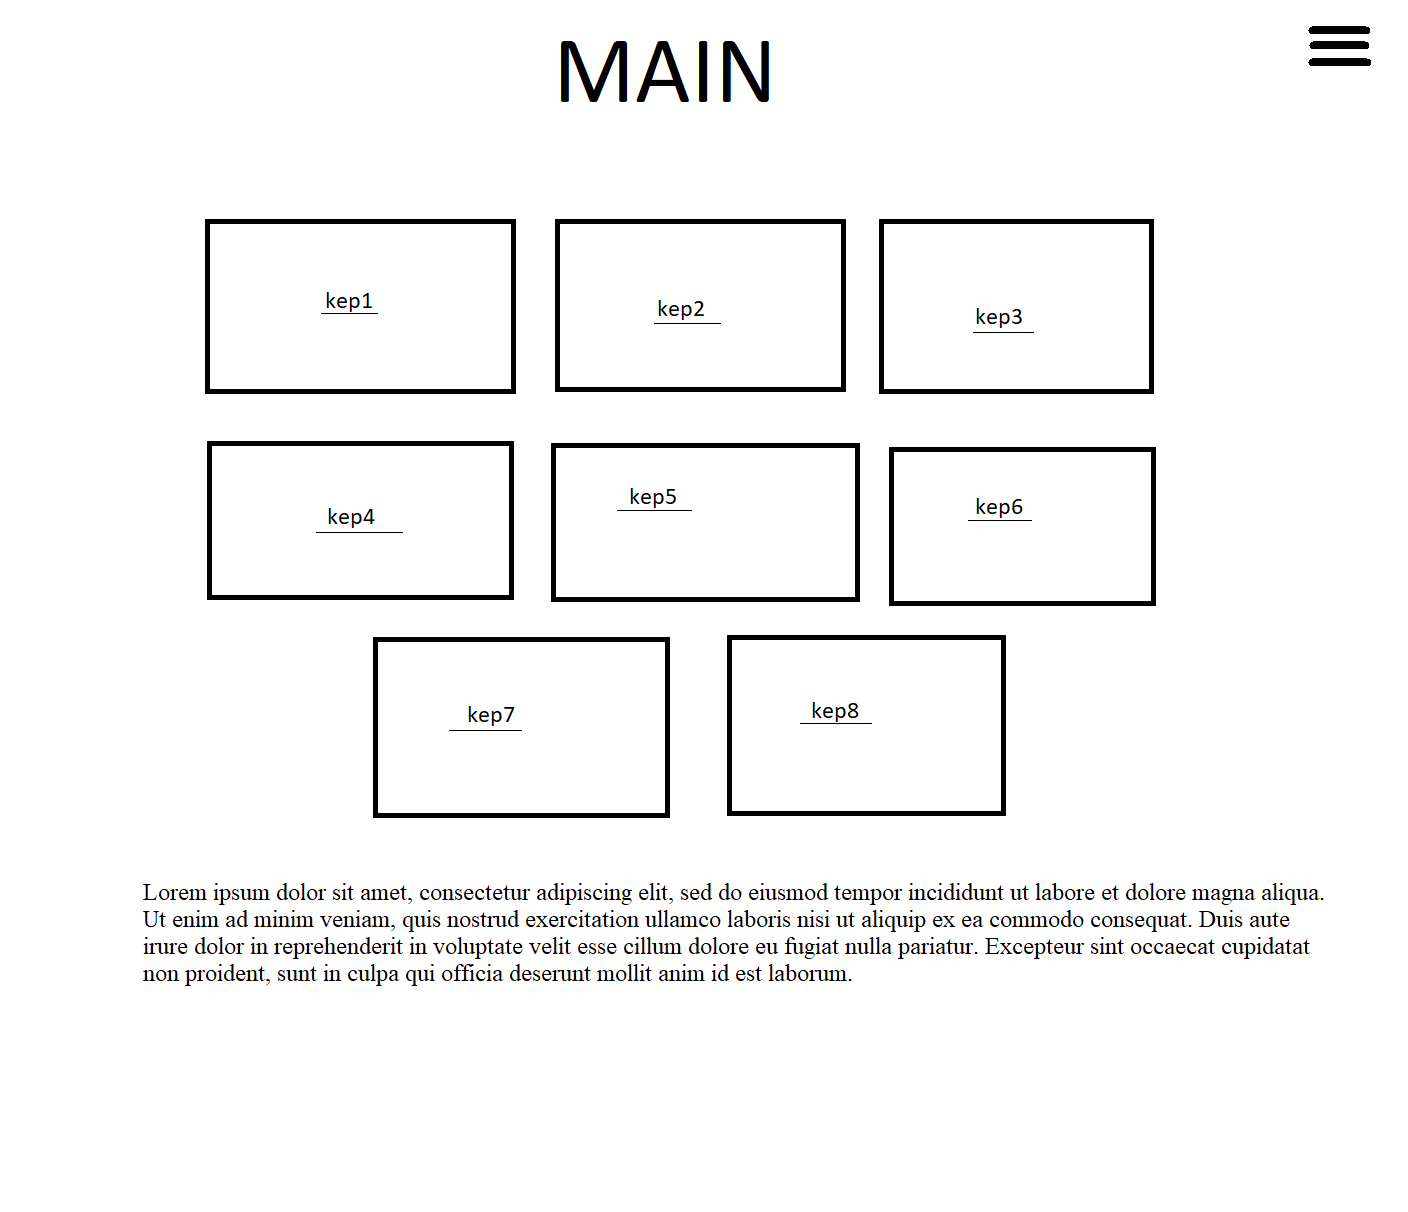 MAIN
kep1
kep2
kep3
kep4
kep5
kep6
kep7
kep8
Lorem ipsum dolor sit amet, consectetur adipiscing elit, sed do eiusmod tempor incididunt ut labore et dolore magna aliqua.
Ut enim ad minim veniam, quis nostrud exercitation ullamco laboris nisi ut aliquip ex ea commodo consequat. Duis aute
irure dolor in reprehenderit in voluptate velit esse cillum dolore eu fugiat nulla pariatur. Excepteur sint occaecat cupidatat
non proident, sunt in culpa qui officia deserunt mollit anim id est laborum.